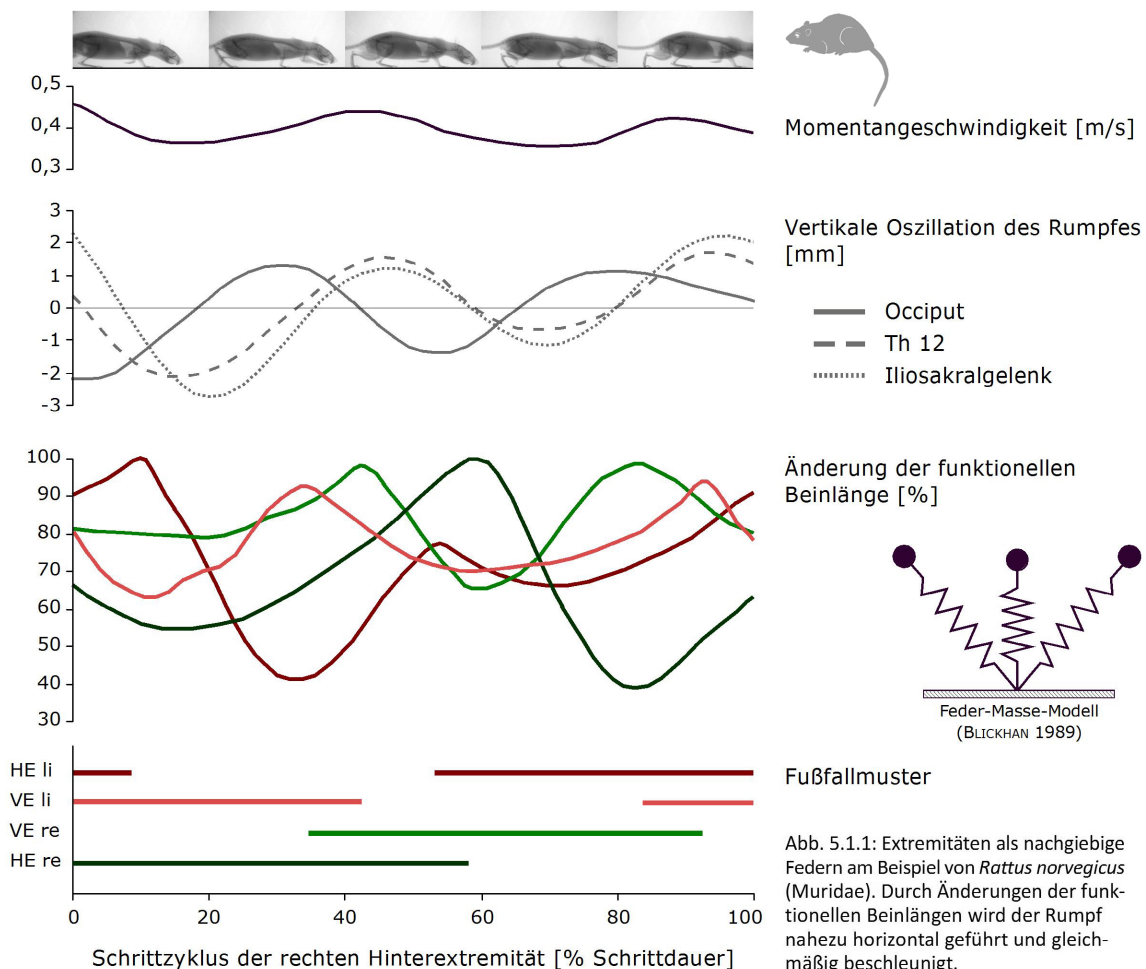 0,5
0,4
0,3
Momentangeschwindigkeit [m/s]
3
2
1
0
-1
-2
-3
Vertikale Oszillation des Rumpfes
[mm]
Occiput
Th 12
Iliosakralgelenk
100
90
80
70
60
50
40
30
Änderung der funktionellen
Beinlänge [%]
Feder-Masse-Modell
(BLICKHAN 1989)
HE li
VE li
VE re
HE re
Fußfallmuster
0 20 40 60 80 100
Schrittzyklus der rechten Hinterextremität [% Schrittdauer]
Abb. 5.1.1: Extremitäten als nachgiebige
Federn am Beispiel von Rattus norvegicus
(Muridae). Durch Änderungen der funk-
tionellen Beinlängen wird der Rumpf
nahezu horizontal geführt und gleich-
mäßig beschleunigt.